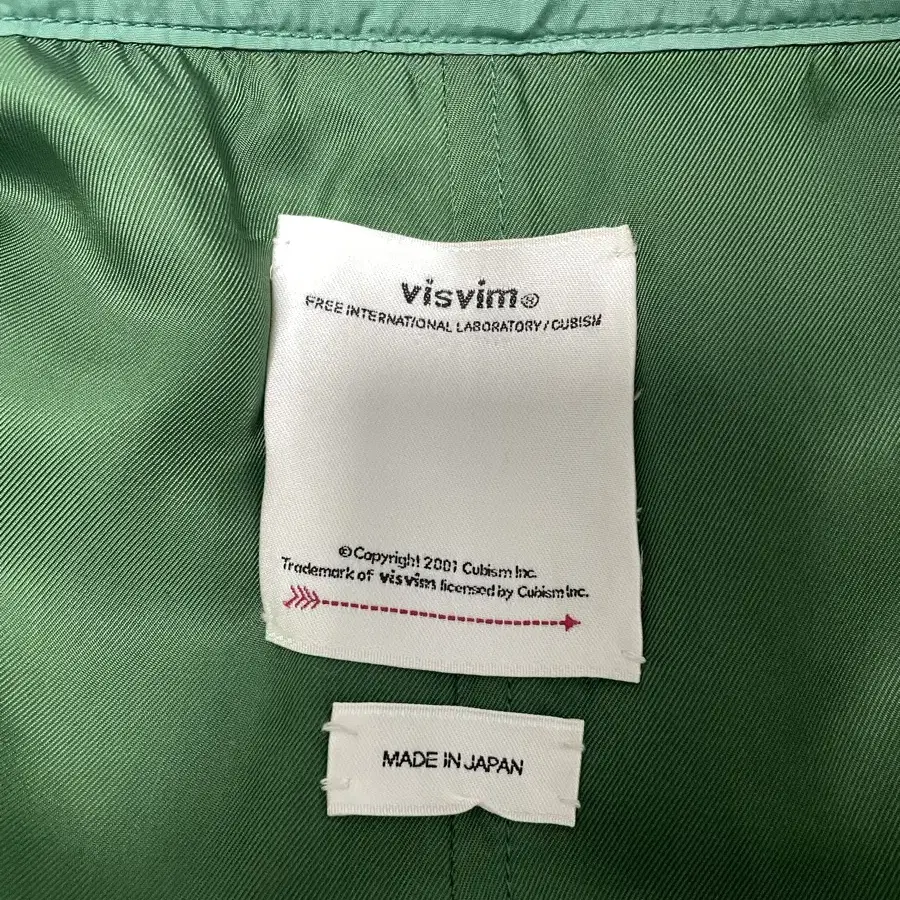 visvim®
FREE INTERNATIONAL LABORATORY / CUBISM
© Copyright 2001 Cubism Inc.
Trademark of visvim licensed by Cubism Inc.
MADE IN JAPAN